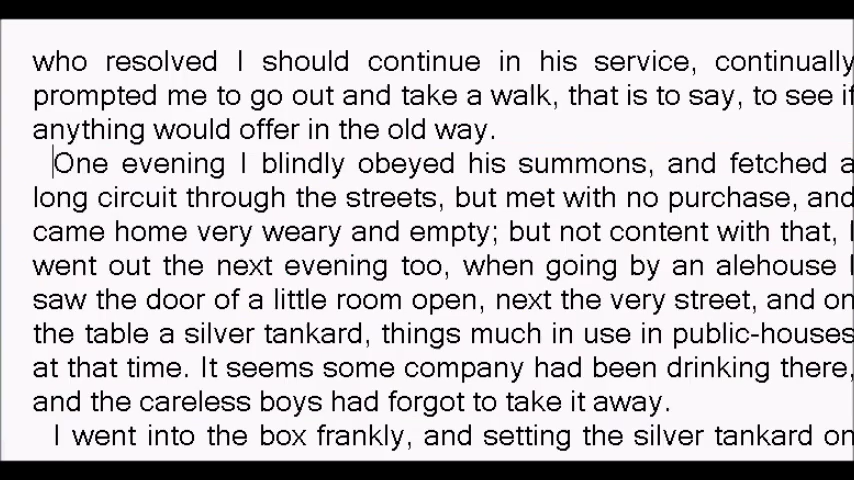 who resolved I should continue in his service, continually
prompted me to go out and take a walk, that is to say, to see if
anything would offer in the old way.
One evening I blindly obeyed his summons, and fetched a
long circuit through the streets, but met with no purchase, and
came home very weary and empty; but not content with that, I
went out the next evening too, when going by an alehouse I
saw the door of a little room open, next the very street, and on
the table a silver tankard, things much in use in public-houses
at that time. It seems some company had been drinking there,
and the careless boys had forgot to take it away.
I went into the box frankly, and setting the silver tankard on